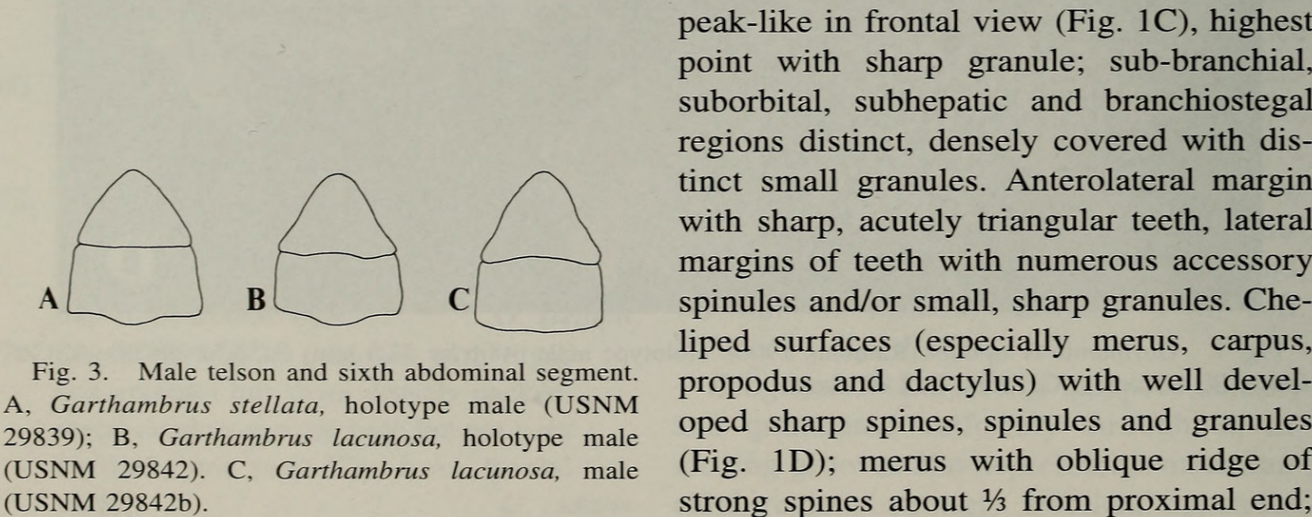 A
B
C
Fig. 3. Male telson and sixth abdominal segment.
A, Garthambrus stellata, holotype male (USNM
29839); B, Garthambrus lacunosa, holotype male
(USNM 29842). C, Garthambrus lacunosa, male
(USNM 29842b).
peak-like in frontal view (Fig. 1C), highest
point with sharp granule; sub-branchial,
suborbital, subhepatic and branchiostegal
regions distinct, densely covered with dis-
tinct small granules. Anterolateral margin
with sharp, acutely triangular teeth, lateral
margins of teeth with numerous accessory
spinules and/or small, sharp granules. Che-
liped surfaces (especially merus, carpus,
propodus and dactylus) with well devel-
oped sharp spines, spinules and granules
(Fig. 1D); merus with oblique ridge of
strong spines about ⅓ from proximal end;